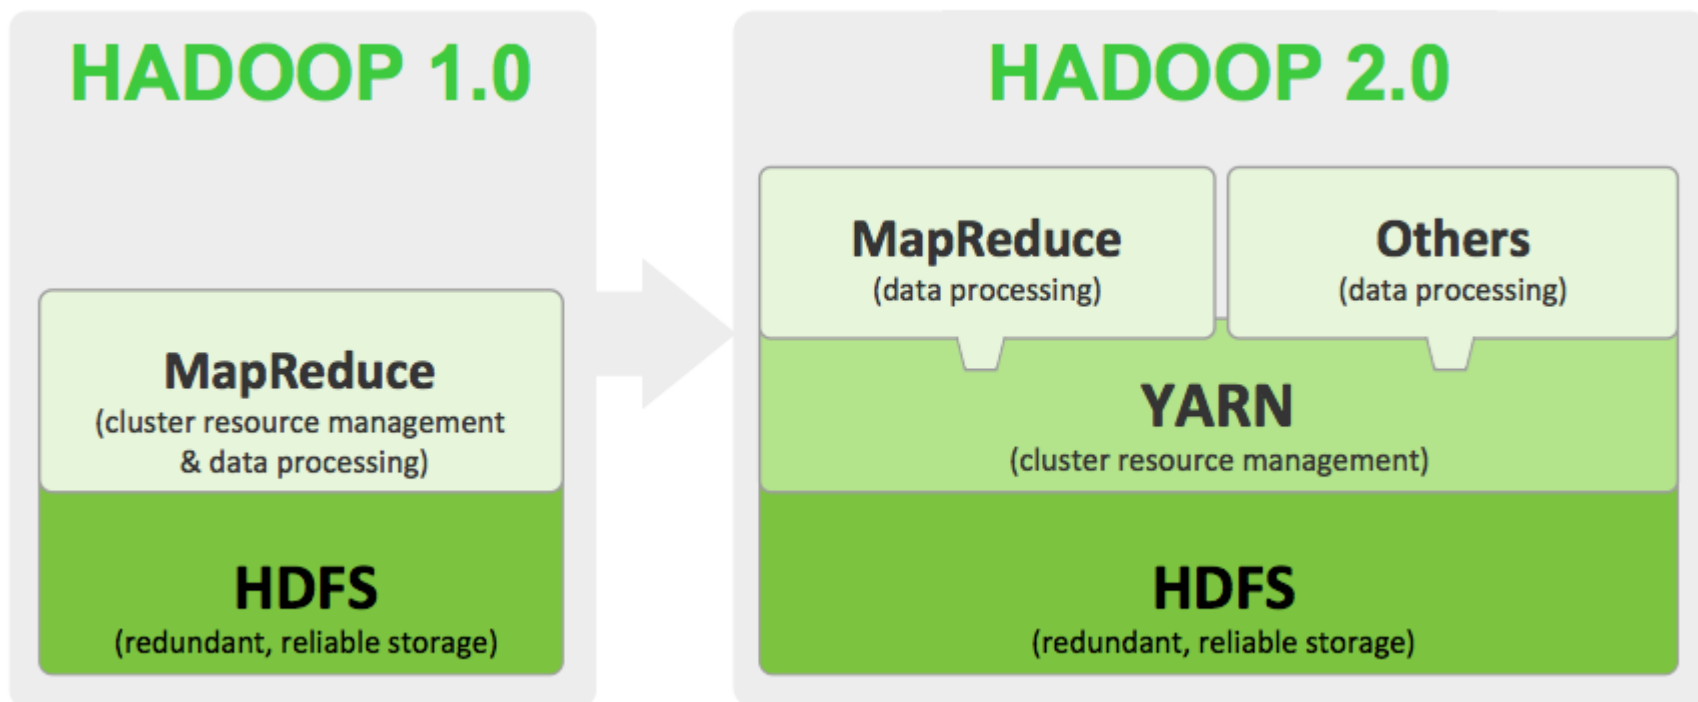 HADOOP 1.0
MapReduce
(cluster resource management
& data processing)
HDFS
(redundant, reliable storage)
HADOOP 2.0
MapReduce
(data processing)
Others
(data processing)
YARN
(cluster resource management)
HDFS
(redundant, reliable storage)